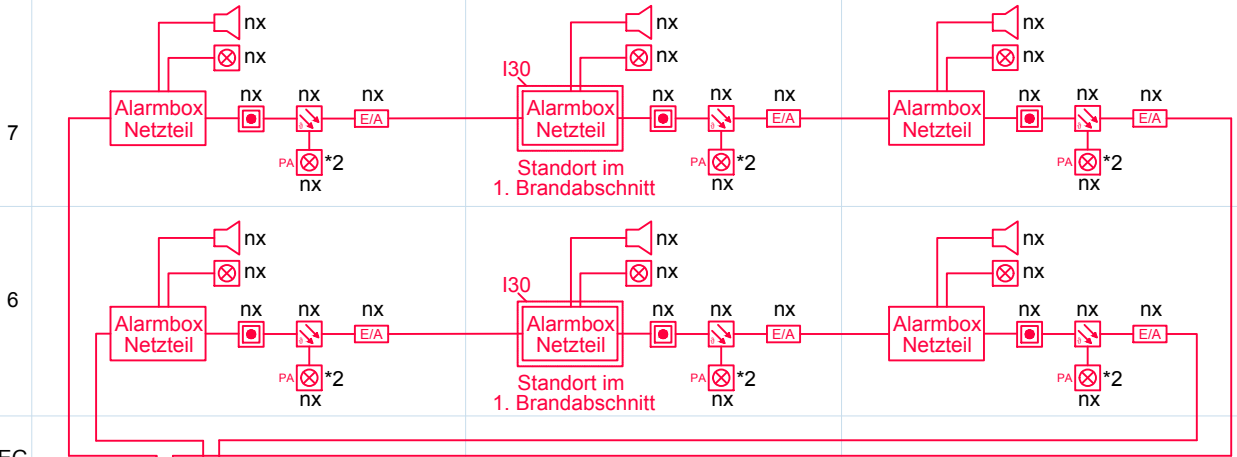 nx nx nx
nx nx nx
I30
nx nx nx nx nx nx nx nx nx
Alarmbox Alarmbox Alarmbox
Netzteil E/A Netzteil E/A Netzteil E/A
7
PA *2 PA *2 PA *2
Standort im
nx nx nx
1. Brandabschnitt
nx nx nx
6
nx nx nx
I30
nx nx nx nx nx nx nx nx nx
Alarmbox Alarmbox Alarmbox
Netzteil E/A Netzteil E/A Netzteil E/A
PA *2 PA *2 PA *2
Standort im
nx nx nx
1. Brandabschnitt
EG